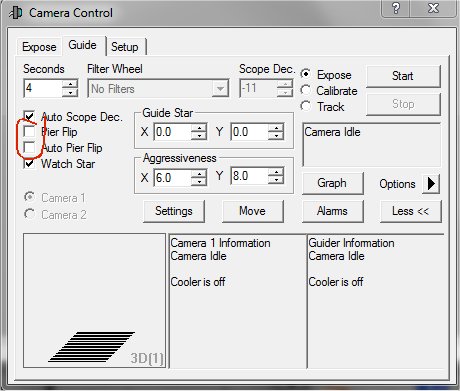 Camera Control
Expose Guide Setup
Seconds Filter Wheel Scope Dec.
4 No Filters -11
Expose
Calibrate
Track
Start
Stop
Auto Scope Dec.
Pier Flip
Auto Pier Flip
Watch Star
Guide Star
X 0.0 Y 0.0
Aggressiveness
X 6.0 Y 8.0
Camera Idle
Camera 1
Camera 2
Graph Options
Settings Move Alarms Less <<
3D(1)
Camera 1 Information
Camera Idle
Cooler is off
Guider Information
Camera Idle
Cooler is off